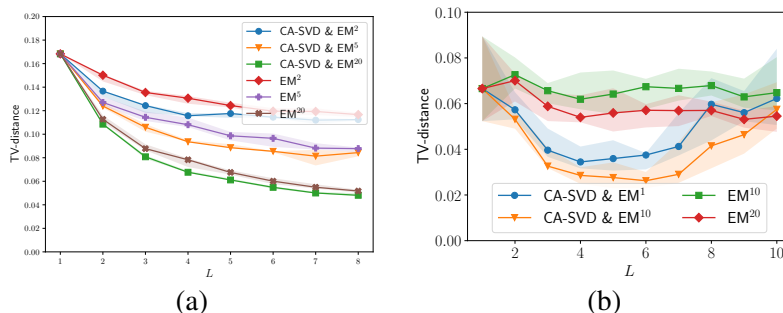 0.20
0.18
0.16
0.14
0.12
0.10
0.08
0.06
0.04
0.02
0.00
TV-distance
1 2 3 4 5 6 7 8
L
CA-SVD & EM²
CA-SVD & EM⁵
CA-SVD & EM²⁰
EM²
EM⁵
EM²⁰
(a)
0.10
0.08
0.06
0.04
0.02
0.00
TV-distance
2 4 6 8 10
L
CA-SVD & EM¹
CA-SVD & EM¹⁰
EM¹⁰
EM²⁰
(b)